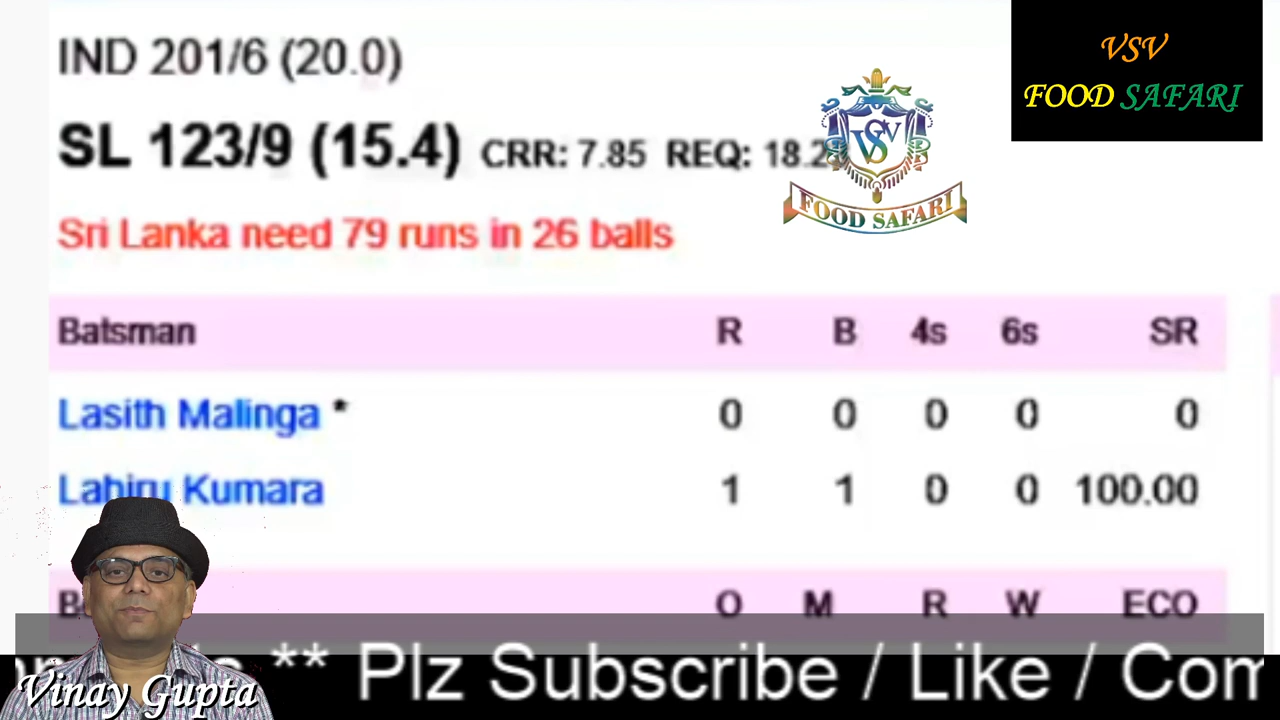 IND 201/6 (20.0)
VSV
FOOD SAFARI
SL 123/9 (15.4) CRR: 7.85 REQ: 18.2
VSV
FOOD SAFARI
Sri Lanka need 79 runs in 26 balls
Batsman R B 4s 6s SR
Lasith Malinga * 0 0 0 0 0
Lahiru Kumara 1 1 0 0 100.00
O M R W ECO
** Plz Subscribe / Like / Com
Vinay Gupta